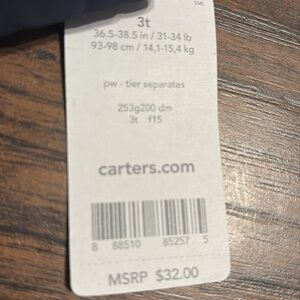 3t
36.5-38.5 in / 31-34 lb
93-98 cm / 14,1-15,4 kg
pw - tier separates
253g200 dm
3t f15
carters.com
8 88510 85257 5
MSRP $32.00